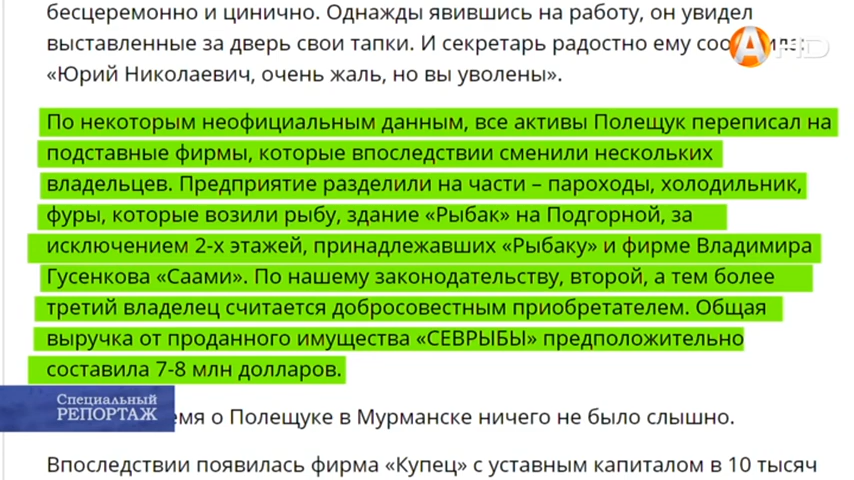 бесцеремонно и цинично. Однажды явившись на работу, он увидел
выставленные за дверь свои тапки. И секретарь радостно ему
«Юрий Николаевич, очень жаль, но вы уволены».
По некоторым неофициальным данным, все активы Полещук переписал на
подставные фирмы, которые впоследствии сменили нескольких
владельцев. Предприятие разделили на части – пароходы, холодильник,
фуры, которые возили рыбу, здание «Рыбак» на Подгорной, за
исключением 2-х этажей, принадлежавших «Рыбаку» и фирме Владимира
Гусенкова «Саами». По нашему законодательству, второй, а тем более
третий владелец считается добросовестным приобретателем. Общая
выручка от проданного имущества «СЕВРЫБЫ» предположительно
составила 7-8 млн долларов.
Специальный
РЕПОРТАЖ
о Полещуке в Мурманске ничего не было слышно.
Впоследствии появилась фирма «Купец» с уставным капиталом в 10 тысяч